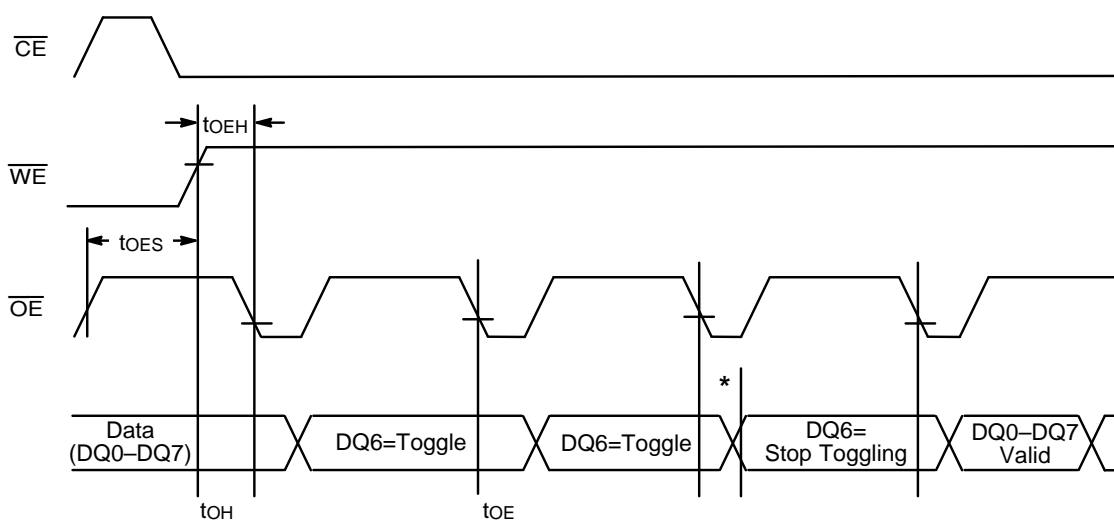 CE
tOEH
WE
tOES
OE
*
Data
(DQ0–DQ7)
DQ6=Toggle
DQ6=Toggle
DQ6=
Stop Toggling
DQ0–DQ7
Valid
tOH
tOE